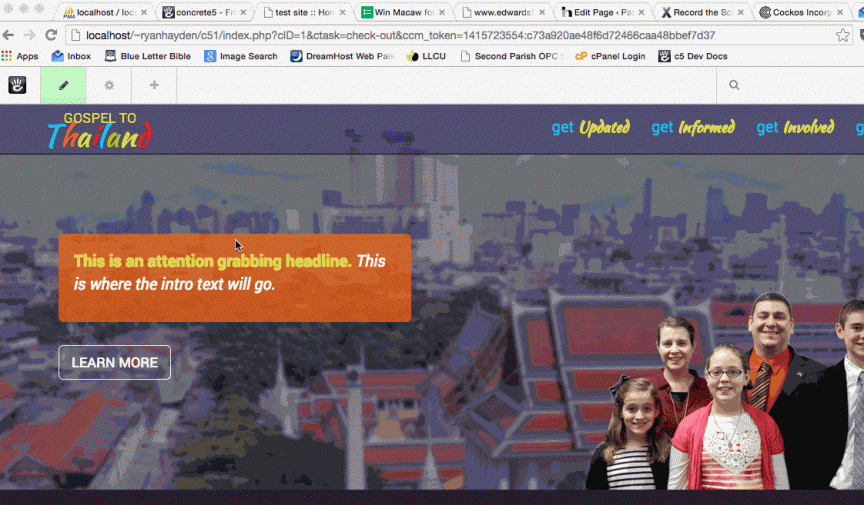 localhost / loc
concrete5 - Fr
test site :: Hor
Win Macaw for
www.edwards
Edit Page ‹ Pas
Record the Scr
Cockos Incorp
localhost/~ryanhayden/c51/index.php?cID=1&ctask=check-out&ccm_token=1415723554:c73a920ae48f6d72466caa48bbef7d37
Apps Inbox Blue Letter Bible Image Search DreamHost Web Pan LLCU Second Parish OPC cPanel Login c5 Dev Docs
GOSPEL TO
Thailand
get Updated get Informed get Involved g
This is an attention grabbing headline. This
is where the intro text will go.
LEARN MORE